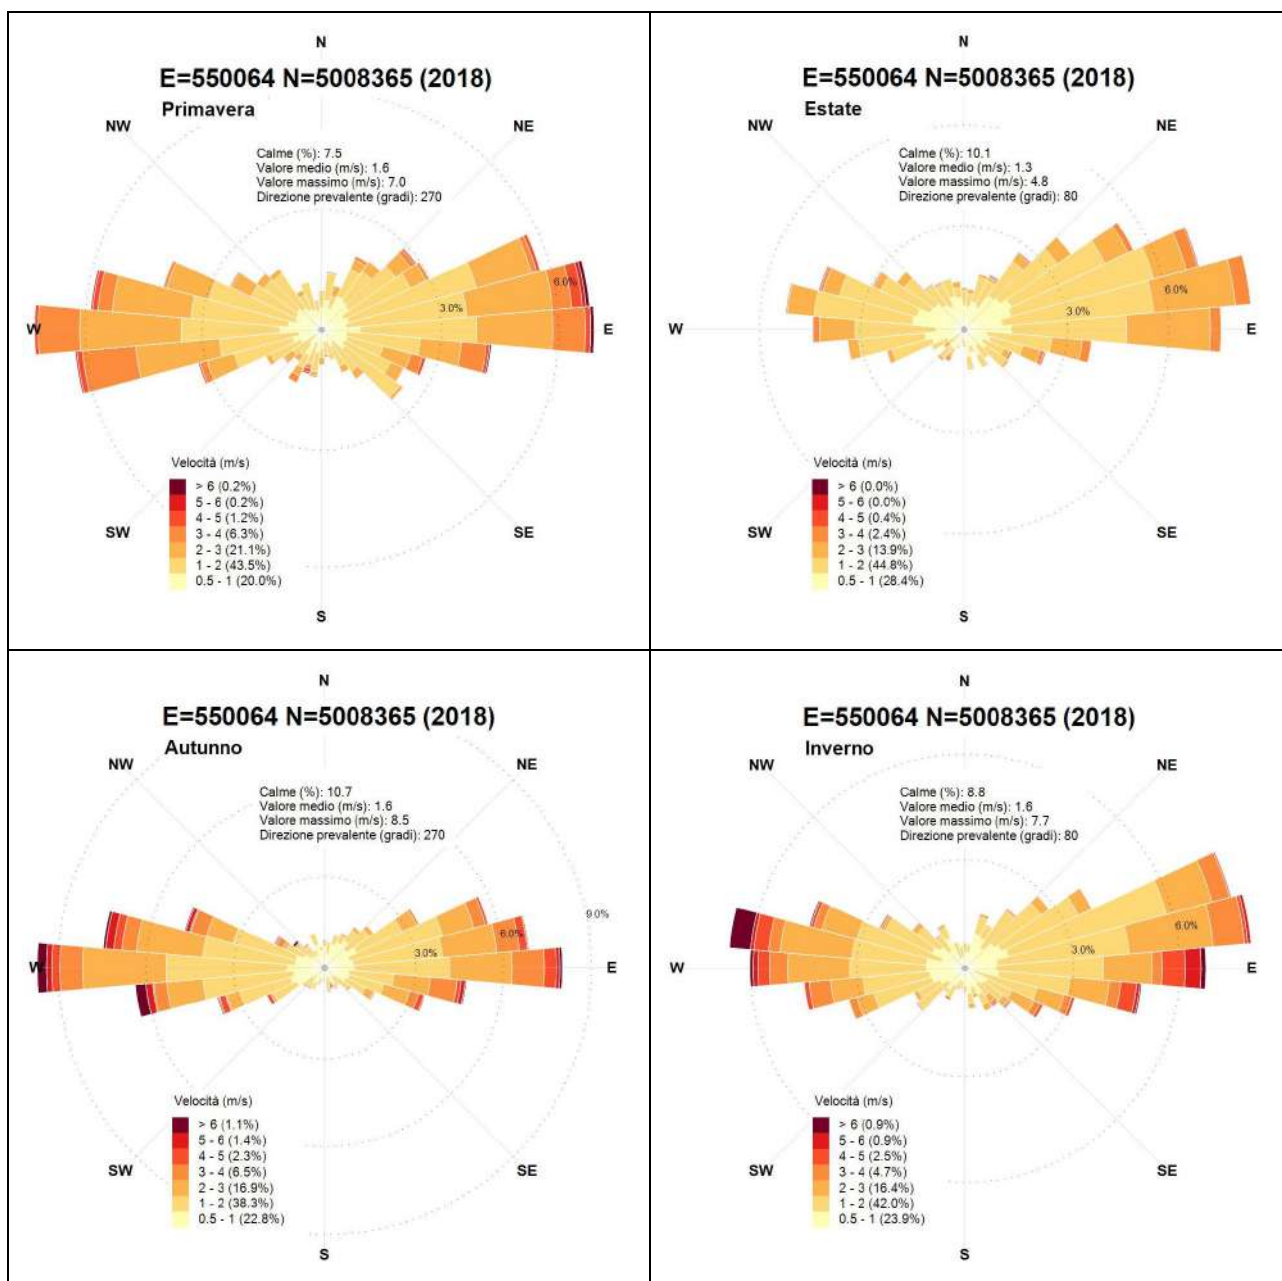 N
E=550064 N=5008365 (2018)
Primavera
NW
NE
Calme (%): 7.5
Valore medio (m/s): 1.6
Valore massimo (m/s): 7.0
Direzione prevalente (gradi): 270
6.0%
3.0%
W
E
Velocità (m/s)
> 6 (0.2%)
5 - 6 (0.2%)
4 - 5 (1.2%)
3 - 4 (6.3%)
2 - 3 (21.1%)
1 - 2 (43.5%)
0.5 - 1 (20.0%)
SW
SE
S
N
E=550064 N=5008365 (2018)
Estate
NW
NE
Calme (%): 10.1
Valore medio (m/s): 1.3
Valore massimo (m/s): 4.8
Direzione prevalente (gradi): 80
6.0%
3.0%
W
E
Velocità (m/s)
> 6 (0.0%)
5 - 6 (0.0%)
4 - 5 (0.4%)
3 - 4 (2.4%)
2 - 3 (13.9%)
1 - 2 (44.8%)
0.5 - 1 (28.4%)
SW
SE
S
N
E=550064 N=5008365 (2018)
Autunno
NW
NE
Calme (%): 10.7
Valore medio (m/s): 1.6
Valore massimo (m/s): 8.5
Direzione prevalente (gradi): 270
9.0%
6.0%
3.0%
W
E
Velocità (m/s)
> 6 (1.1%)
5 - 6 (1.4%)
4 - 5 (2.3%)
3 - 4 (6.5%)
2 - 3 (16.9%)
1 - 2 (38.3%)
0.5 - 1 (22.8%)
SW
SE
S
N
E=550064 N=5008365 (2018)
Inverno
NW
NE
Calme (%): 8.8
Valore medio (m/s): 1.6
Valore massimo (m/s): 7.7
Direzione prevalente (gradi): 80
6.0%
3.0%
W
E
Velocità (m/s)
> 6 (0.9%)
5 - 6 (0.9%)
4 - 5 (2.5%)
3 - 4 (4.7%)
2 - 3 (16.4%)
1 - 2 (42.0%)
0.5 - 1 (23.9%)
SW
SE
S